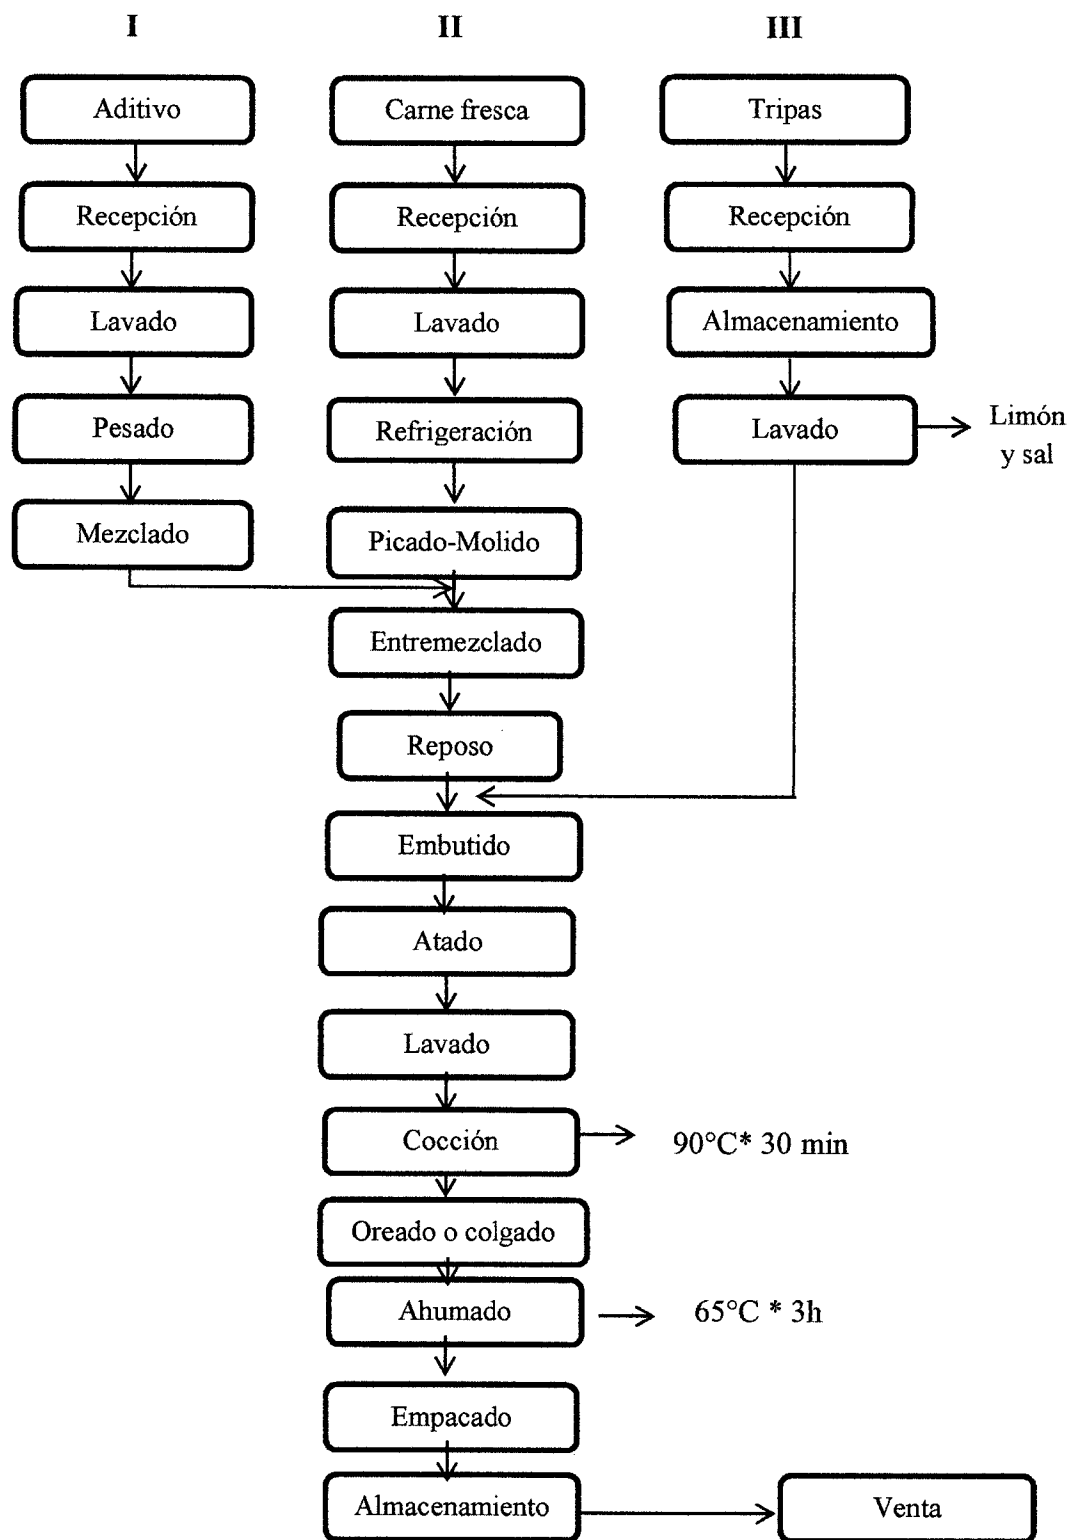 I
II
III
Aditivo
Carne fresca
Tripas
Recepción
Recepción
Recepción
Lavado
Lavado
Almacenamiento
Pesado
Refrigeración
Lavado
Limón
y sal
Mezclado
Picado-Molido
Entremezclado
Reposo
Embutido
Atado
Lavado
Cocción
90°C* 30 min
Oreado o colgado
Ahumado
65°C * 3h
Empacado
Almacenamiento
Venta